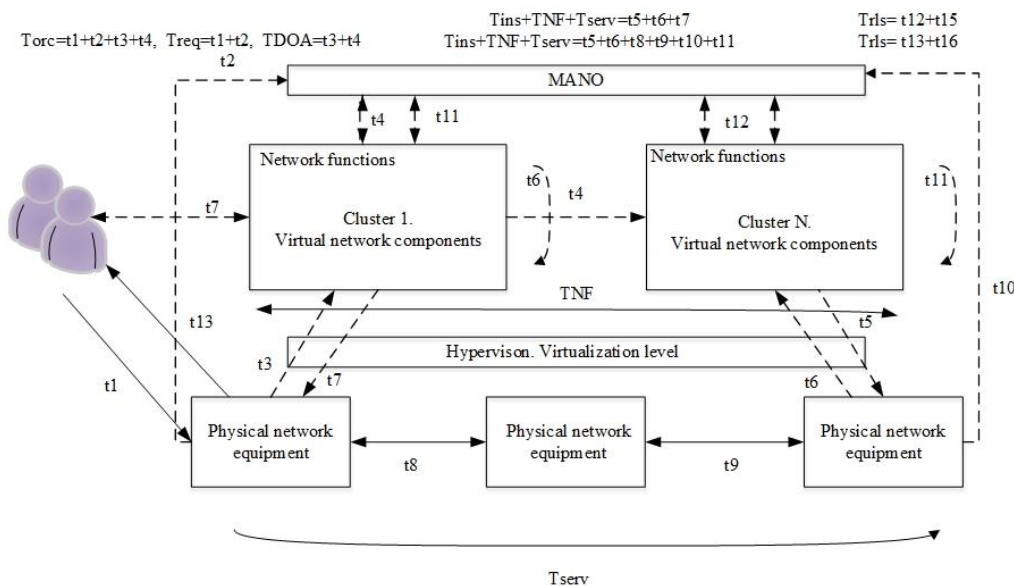 Tins+TNF+Tserv=t5+t6+t7
Trls= t12+t15
Torc=t1+t2+t3+t4, Treq=t1+t2, TDOA=t3+t4
Tins+TNF+Tserv=t5+t6+t8+t9+t10+t11
Trls= t13+t16
t2
MANO
t4
t11
t12
Network functions
Network functions
t6
t4
t11
t7
Cluster 1.
Virtual network components
Cluster N.
Virtual network components
TNF
t10
t13
t5
Hypervison. Virtualization level
t3
t7
t6
t1
Physical network
equipment
Physical network
equipment
Physical network
equipment
t8
t9
Tserv